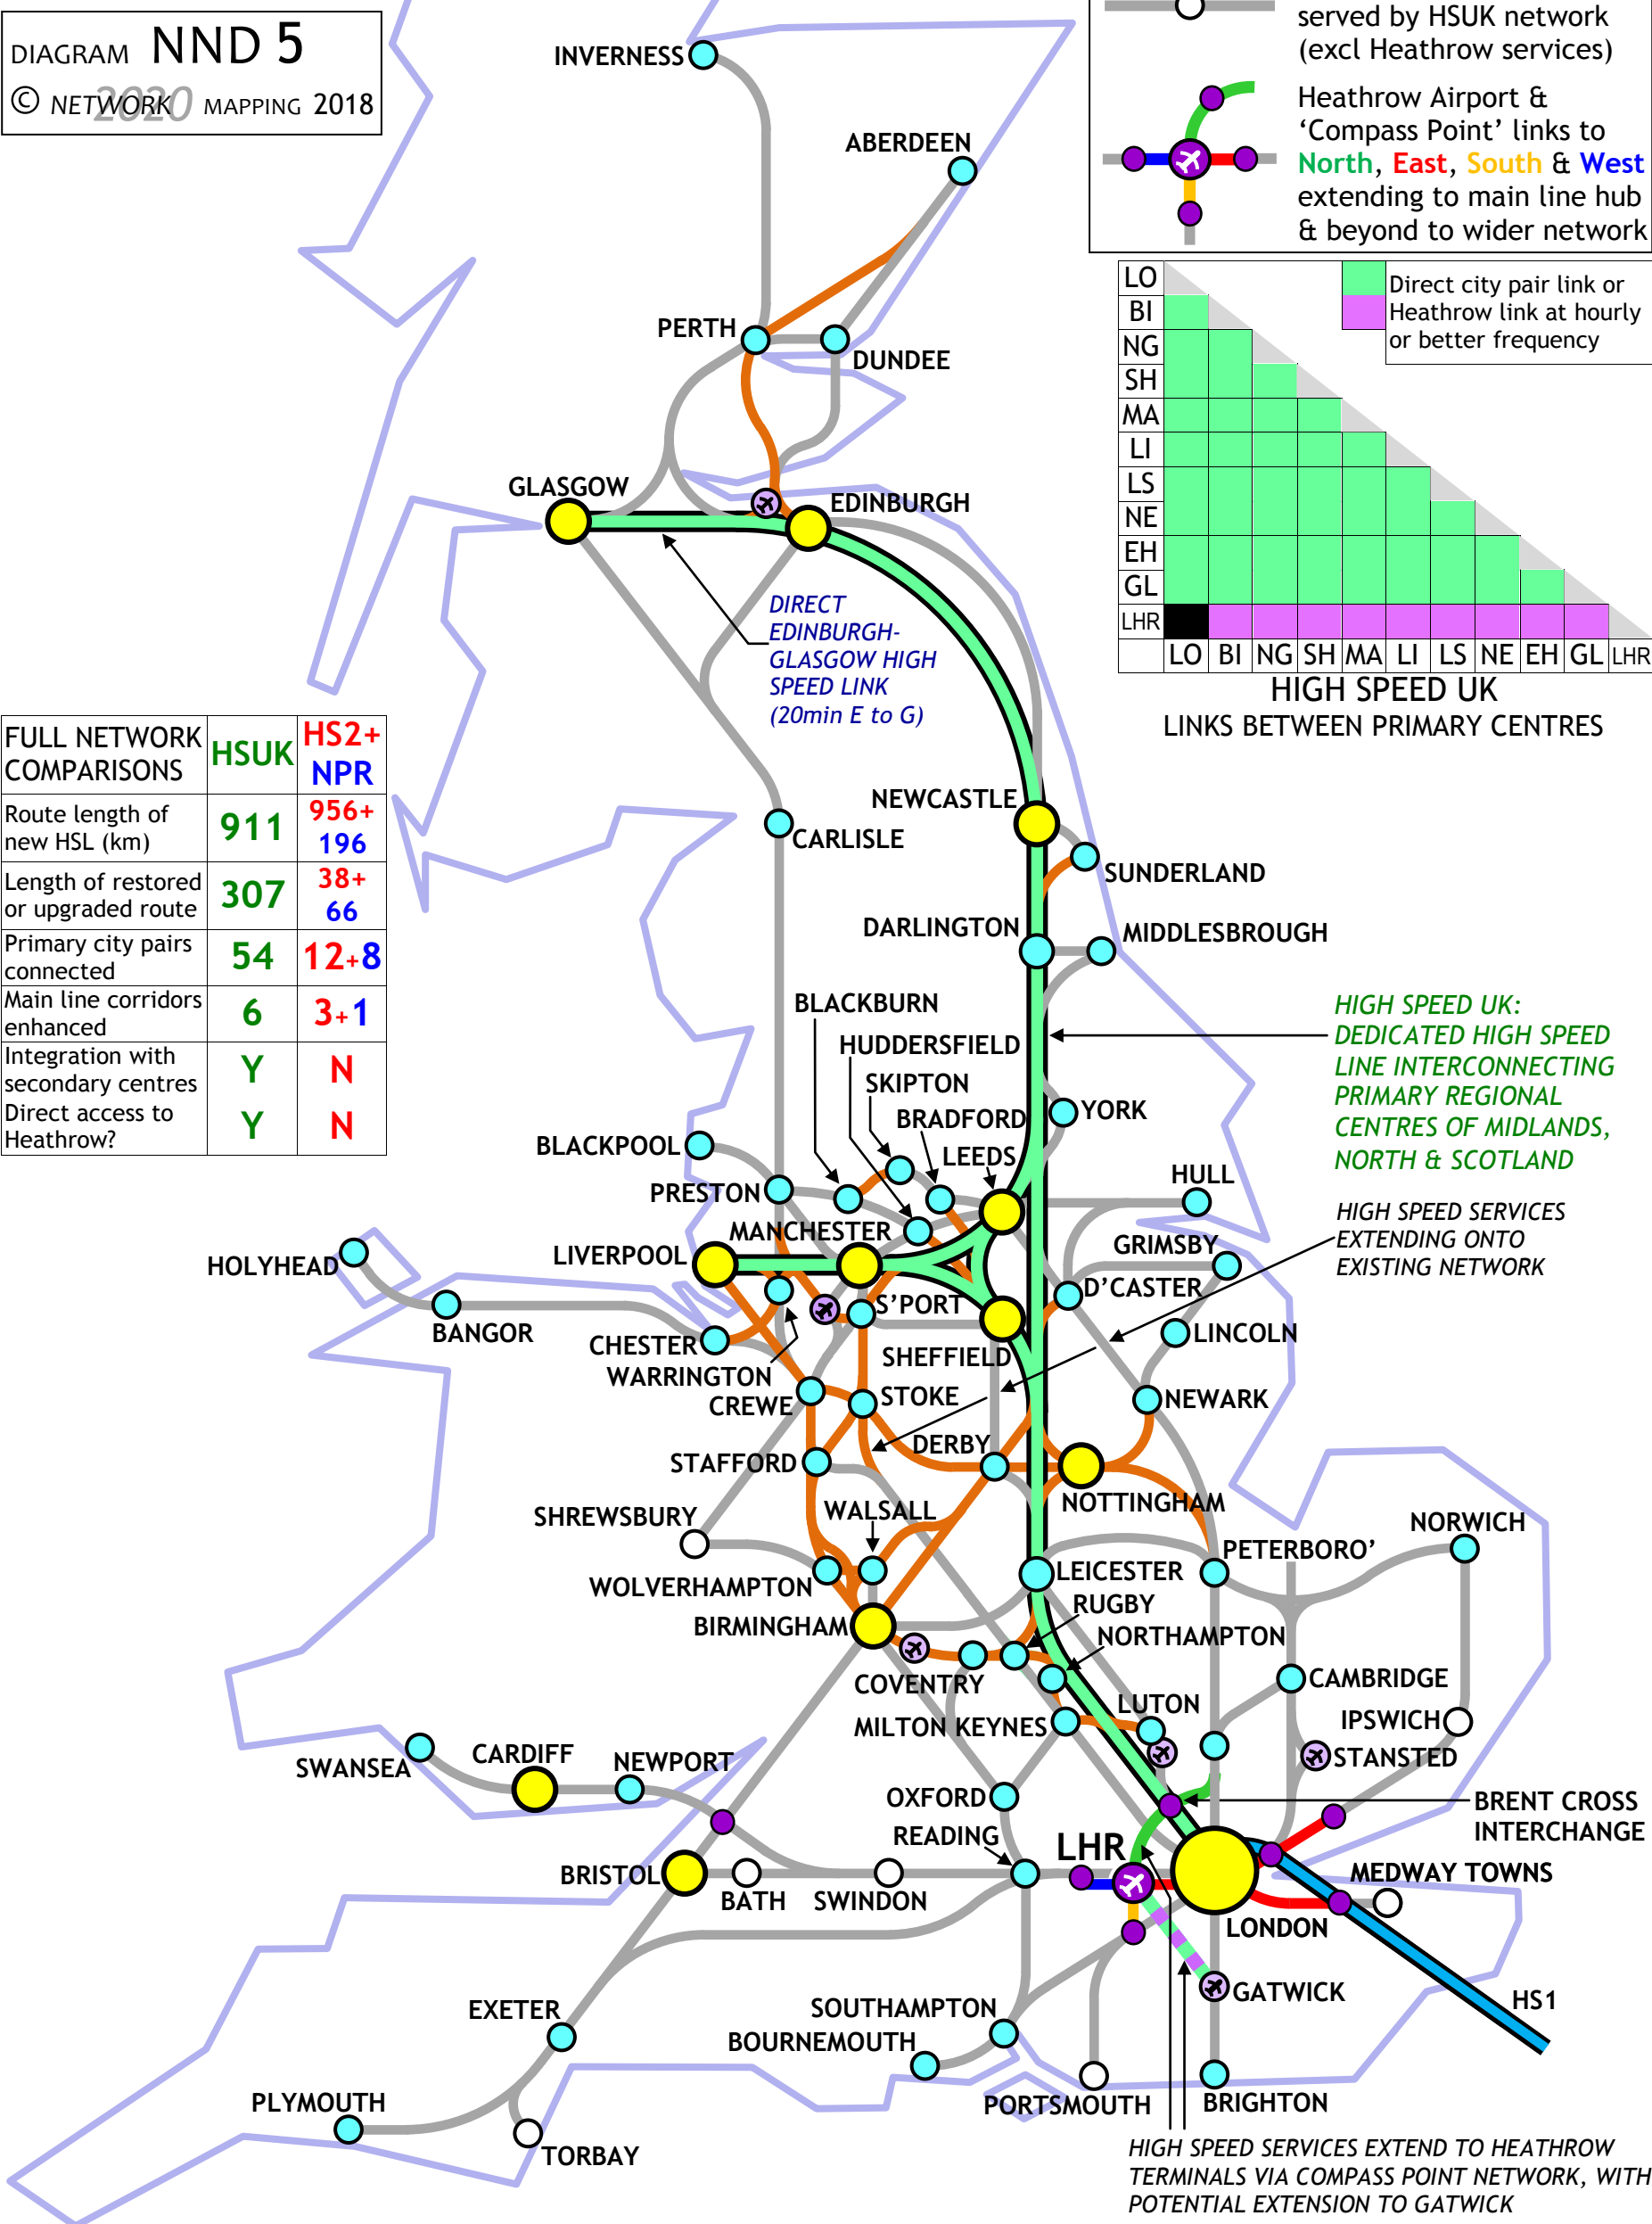 DIAGRAM NND 5
© NETWORK 2020 MAPPING 2018
served by HSUK network
(excl Heathrow services)
Heathrow Airport &
‘Compass Point’ links to
North, East, South & West
extending to main line hub
& beyond to wider network
LO
BI
NG
SH
MA
LI
LS
NE
EH
GL
LHR
LO BI NG SH MA LI LS NE EH GL LHR
Direct city pair link or
Heathrow link at hourly
or better frequency
HIGH SPEED UK
LINKS BETWEEN PRIMARY CENTRES
INVERNESS
ABERDEEN
PERTH
DUNDEE
GLASGOW
EDINBURGH
DIRECT
EDINBURGH-
GLASGOW HIGH
SPEED LINK
(20min E to G)
FULL NETWORK COMPARISONS HSUK HS2+ NPR
Route length of new HSL (km) 911 956+ 196
Length of restored or upgraded route 307 38+ 66
Primary city pairs connected 54 12+8
Main line corridors enhanced 6 3+1
Integration with secondary centres Y N
Direct access to Heathrow? Y N
NEWCASTLE
CARLISLE
SUNDERLAND
DARLINGTON
MIDDLESBROUGH
BLACKBURN
HUDDERSFIELD
SKIPTON
BRADFORD
LEEDS
YORK
HIGH SPEED UK:
DEDICATED HIGH SPEED
LINE INTERCONNECTING
PRIMARY REGIONAL
CENTRES OF MIDLANDS,
NORTH & SCOTLAND
BLACKPOOL
PRESTON
HULL
MANCHESTER
LIVERPOOL
GRIMSBY
HIGH SPEED SERVICES
EXTENDING ONTO
EXISTING NETWORK
HOLYHEAD
BANGOR
S’PORT
D’CASTER
CHESTER
WARRINGTON
SHEFFIELD
LINCOLN
CREWE
STOKE
NEWARK
STAFFORD
DERBY
NOTTINGHAM
SHREWSBURY
WALSALL
NORWICH
PETERBORO’
WOLVERHAMPTON
LEICESTER
RUGBY
BIRMINGHAM
NORTHAMPTON
COVENTRY
CAMBRIDGE
LUTON
MILTON KEYNES
IPSWICH
STANSTED
SWANSEA
CARDIFF
NEWPORT
OXFORD
BRENT CROSS
INTERCHANGE
READING
LHR
MEDWAY TOWNS
BRISTOL
BATH
SWINDON
LONDON
GATWICK
HS1
EXETER
SOUTHAMPTON
BOURNEMOUTH
PLYMOUTH
TORBAY
PORTSMOUTH
BRIGHTON
HIGH SPEED SERVICES EXTEND TO HEATHROW
TERMINALS VIA COMPASS POINT NETWORK, WITH
POTENTIAL EXTENSION TO GATWICK